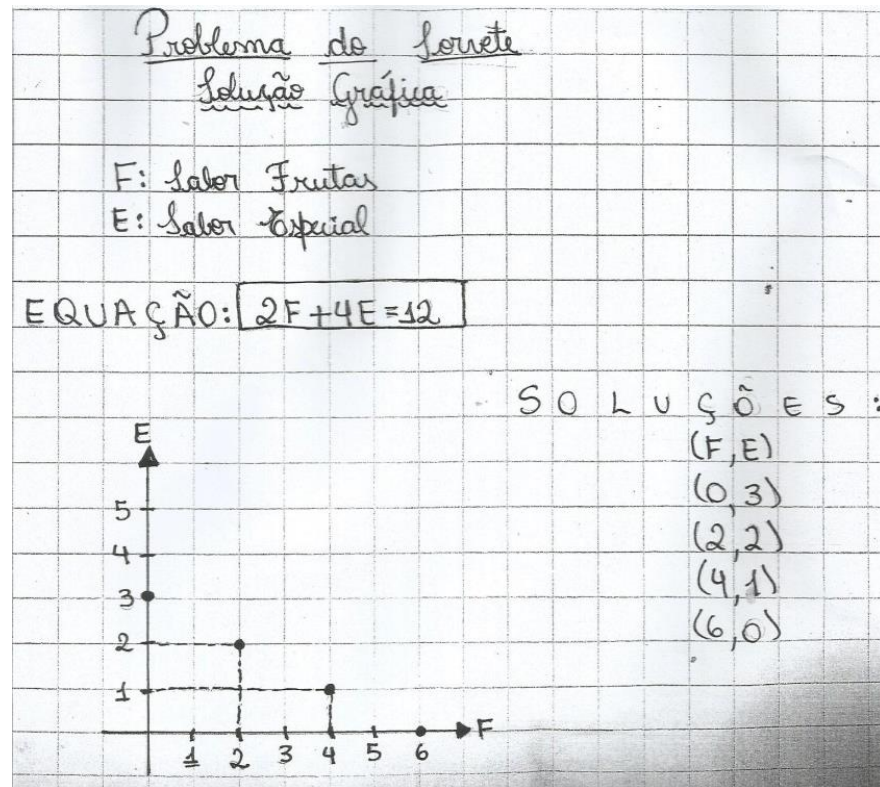 Problema do Sorvete
Solução Gráfica
F: Sabor Frutas
E: Sabor Especial
EQUAÇÃO: 2F+4E=12
SOLUÇÕES:
(F,E)
(0,3)
(2,2)
(4,1)
(6,0)
E
5
4
3
2
1
1 2 3 4 5 6 F